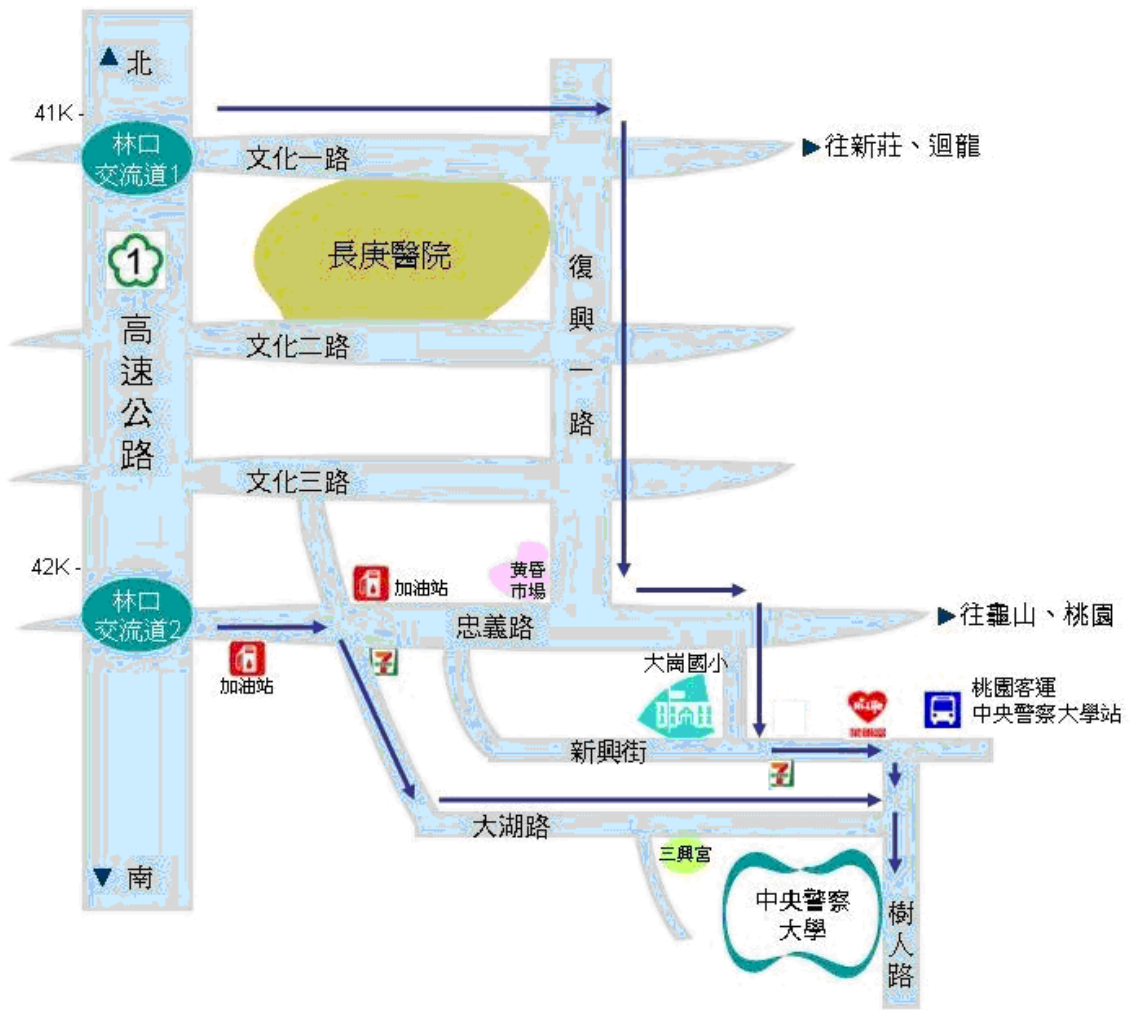 北
41K
林口
交流道1
文化一路
往新莊、迴龍
1
高速公路
長庚醫院
復興一路
文化二路
文化三路
42K
林口
交流道2
加油站
黃昏
市場
忠義路
往龜山、桃園
加油站
7
大崗國小
Hi-Life
桃園客運
中央警察大學站
新興街
7
大湖路
三興宮
南
中央警察
大學
樹人路